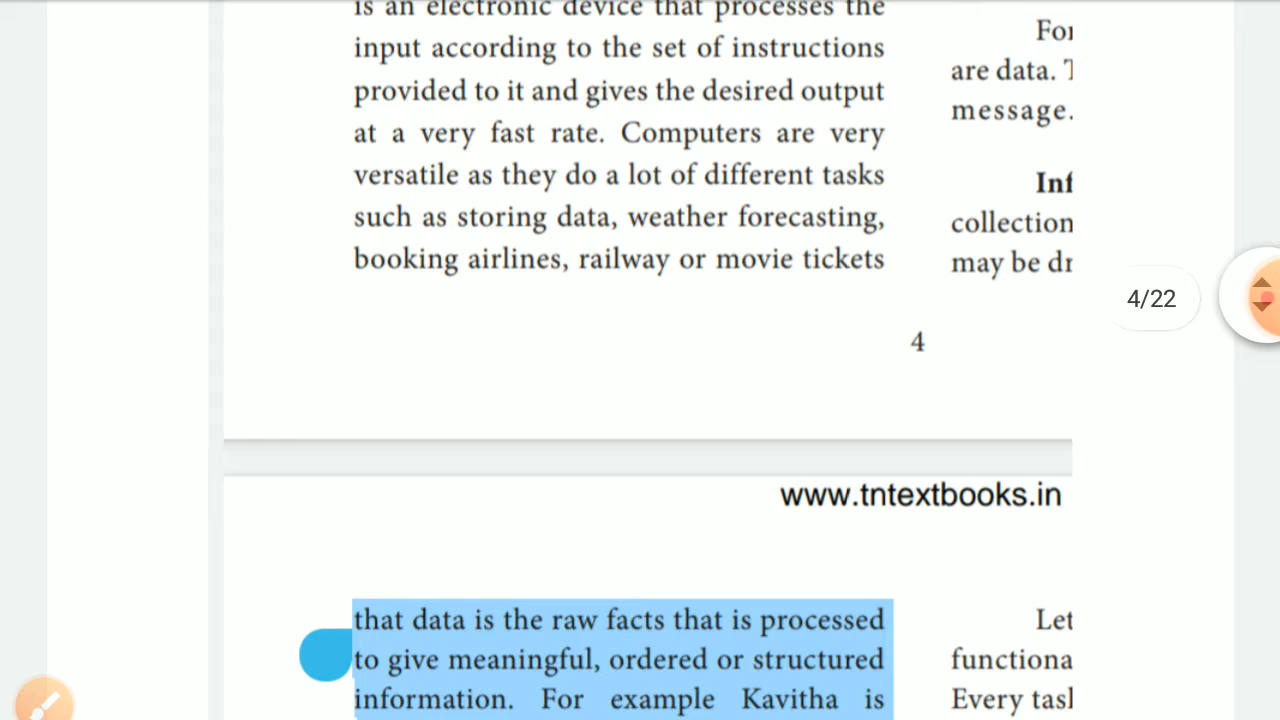 is an electronic device that processes the
input according to the set of instructions
provided to it and gives the desired output
at a very fast rate. Computers are very
versatile as they do a lot of different tasks
such as storing data, weather forecasting,
booking airlines, railway or movie tickets
are data.
message.
collection
may be
4
4/22
www.tntextbooks.in
that data is the raw facts that is processed
to give meaningful, ordered or structured
information. For example Kavitha is
Let
Every